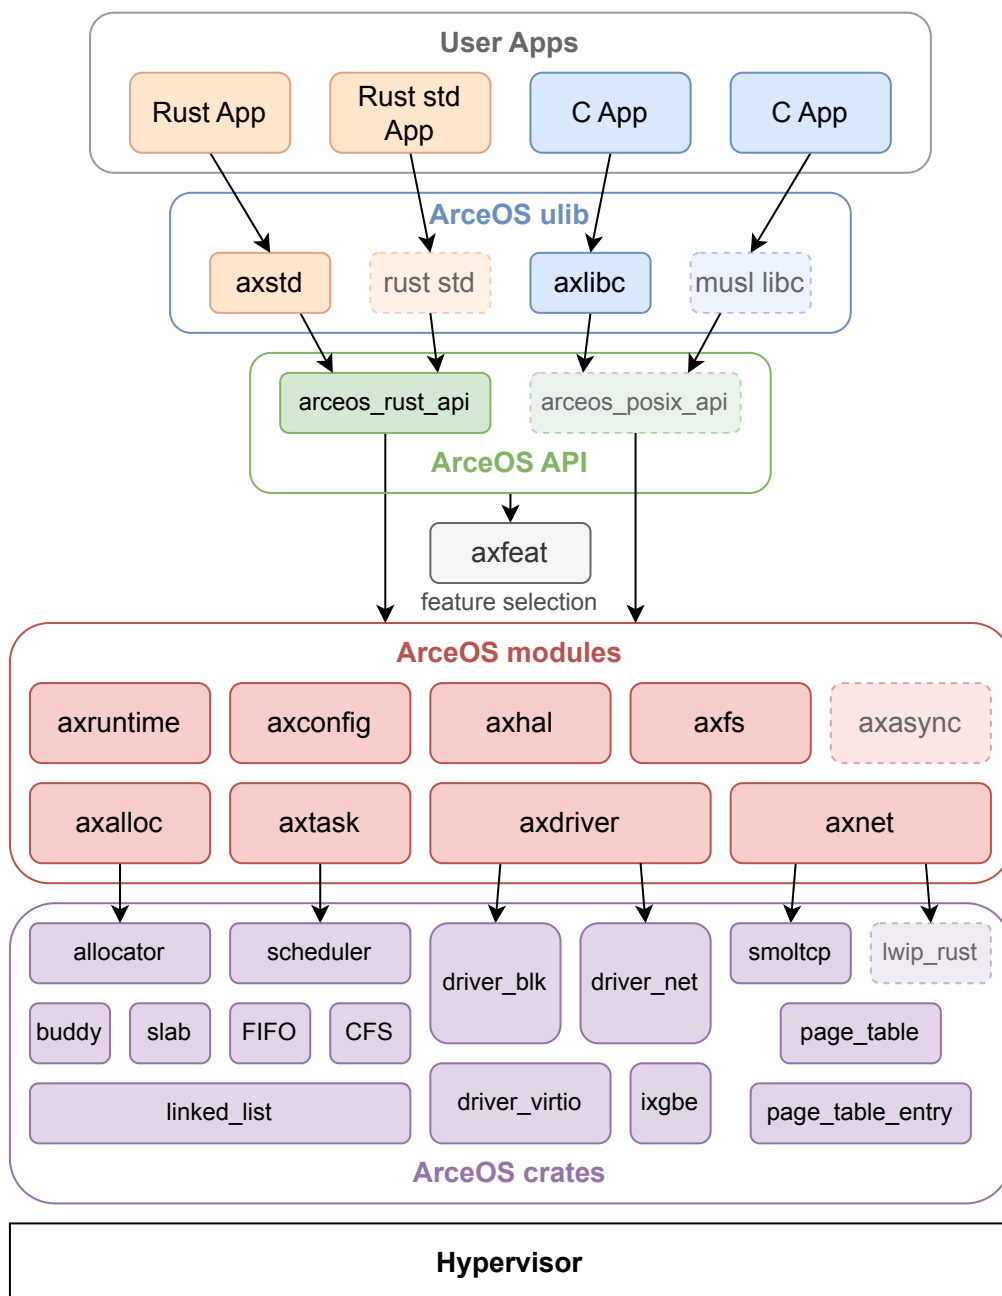 User Apps
Rust App
Rust std
App
C App
C App
ArceOS ulib
axstd
rust std
axlibc
musl libc
arceos_rust_api
arceos_posix_api
ArceOS API
axfeat
feature selection
ArceOS modules
axruntime
axconfig
axhal
axfs
axasync
axalloc
axtask
axdriver
axnet
allocator
scheduler
driver_blk
driver_net
smoltcp
lwip_rust
buddy
slab
FIFO
CFS
page_table
linked_list
driver_virtio
ixgbe
page_table_entry
ArceOS crates
Hypervisor